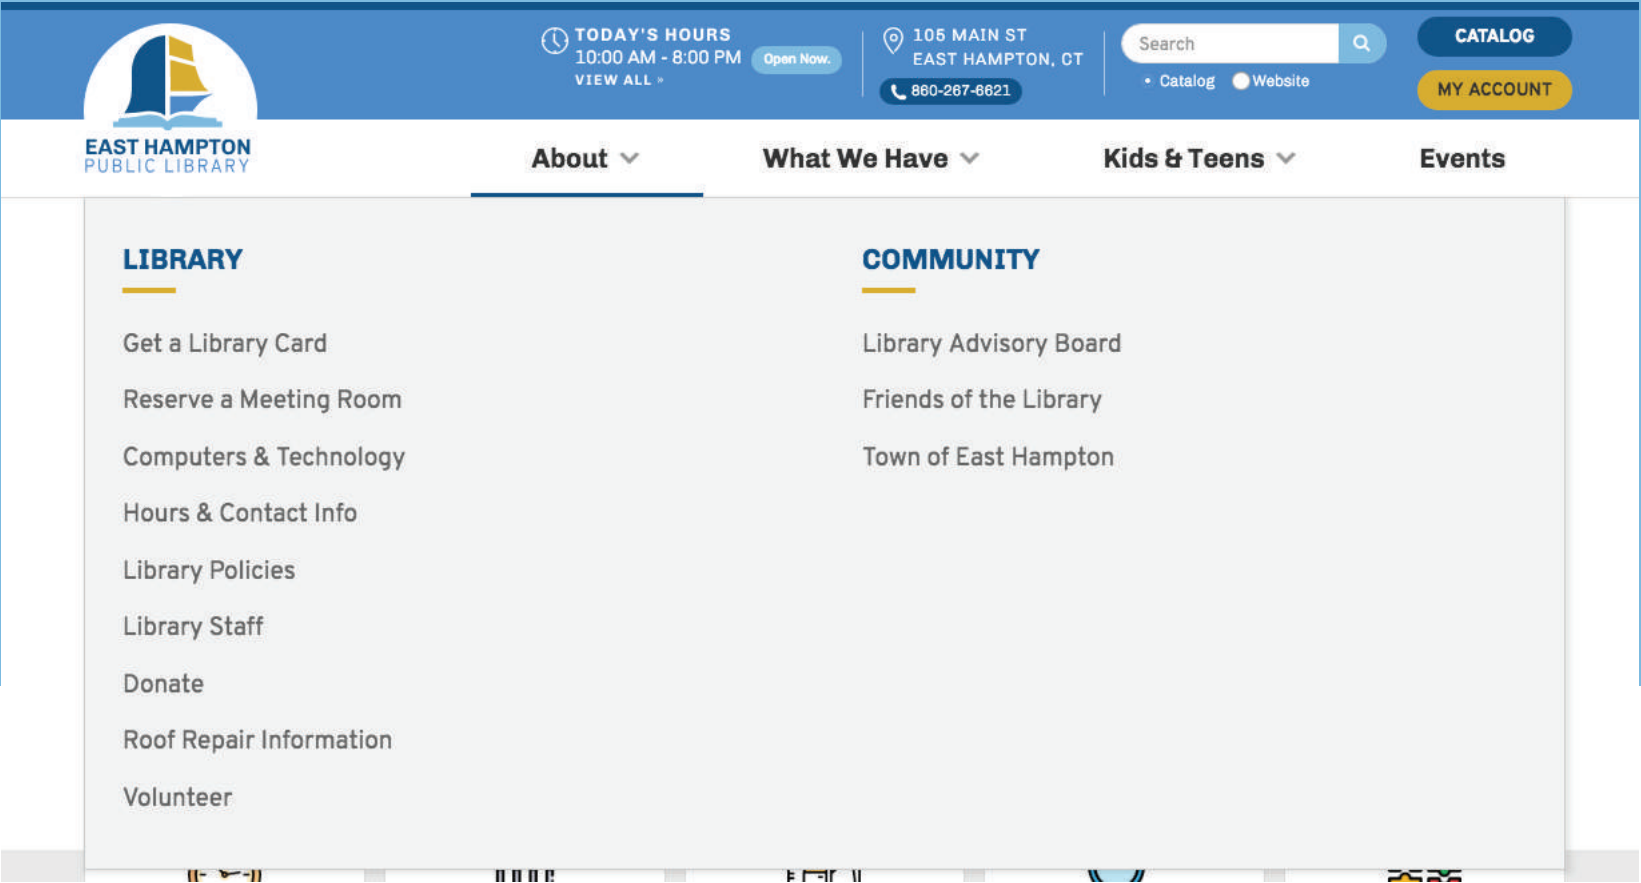 TODAY'S HOURS
10:00 AM - 8:00 PM
Open Now.
VIEW ALL »
105 MAIN ST
EAST HAMPTON, CT
860-267-6621
Search
Catalog
Website
CATALOG
MY ACCOUNT
EAST HAMPTON
PUBLIC LIBRARY
About
What We Have
Kids & Teens
Events
LIBRARY
Get a Library Card
Reserve a Meeting Room
Computers & Technology
Hours & Contact Info
Library Policies
Library Staff
Donate
Roof Repair Information
Volunteer
COMMUNITY
Library Advisory Board
Friends of the Library
Town of East Hampton